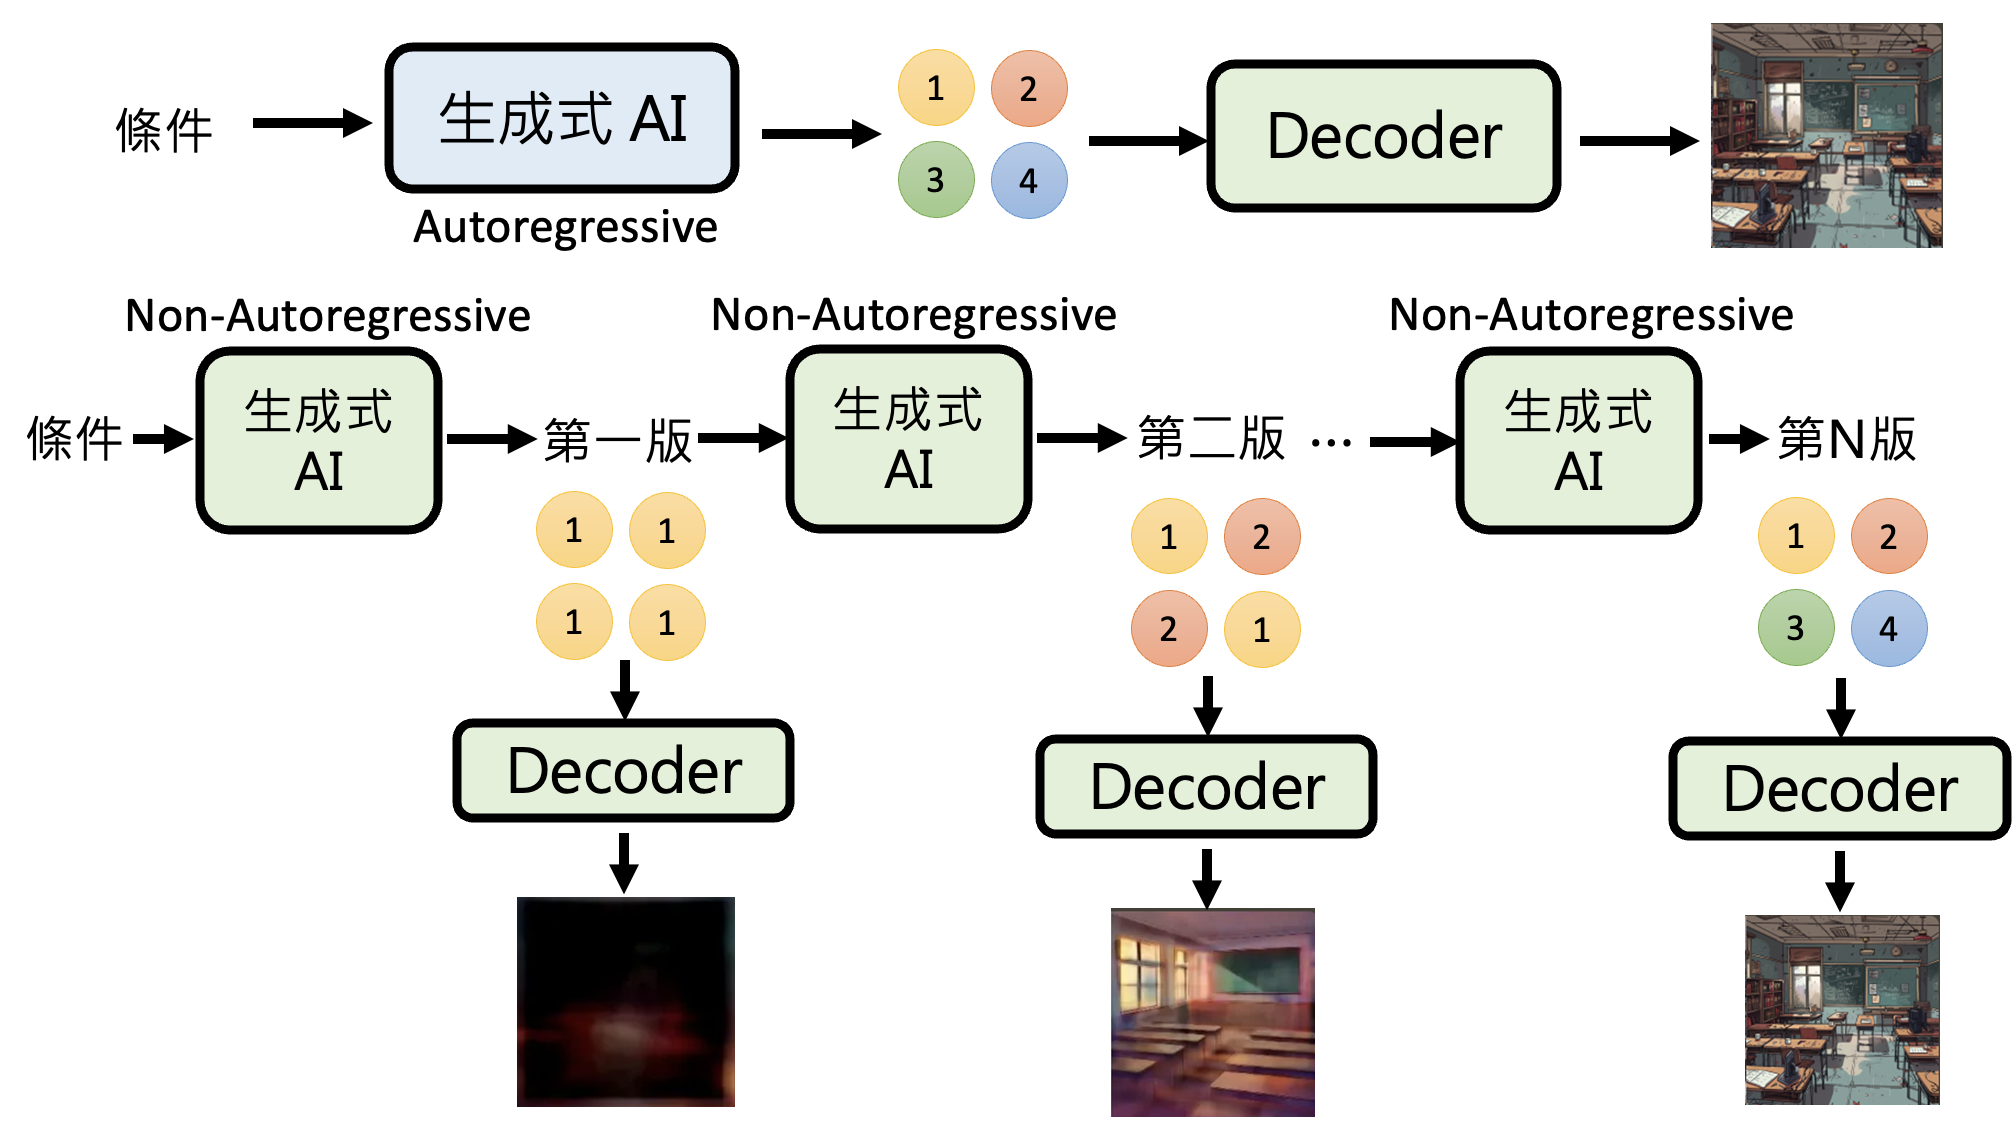 條件
生成式 AI
Autoregressive
1 2
3 4
Decoder
Non-Autoregressive
Non-Autoregressive
Non-Autoregressive
條件
生成式
AI
第一版
生成式
AI
第二版 ...
生成式
AI
第N版
1 1
1 1
1 2
2 1
1 2
3 4
Decoder
Decoder
Decoder